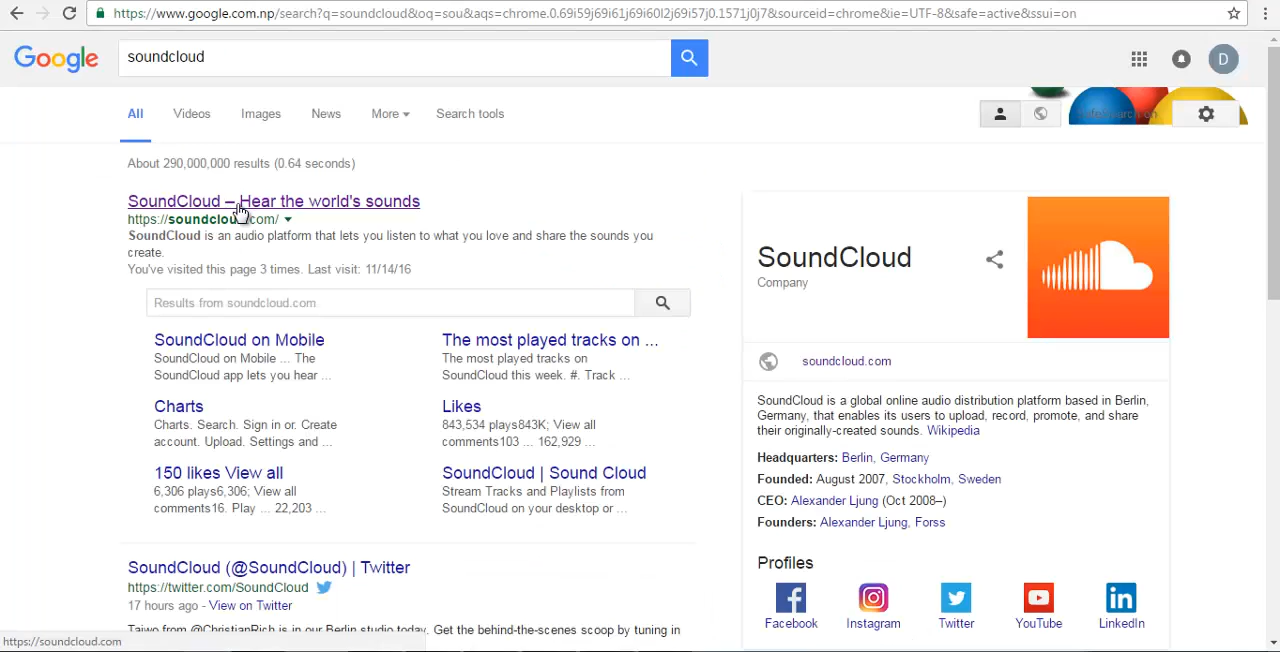 https://www.google.com.np/search?q=soundcloud&oq=sou&aqs=chrome.0.69i59j69i61j69i60l2j69i57j0.1571j0j7&sourceid=chrome&ie=UTF-8&safe=active&ssui=on
Google
soundcloud
D
All Videos Images News More Search tools
SafeSearch on
About 290,000,000 results (0.64 seconds)
SoundCloud – Hear the world's sounds
https://soundcloud.com/
SoundCloud is an audio platform that lets you listen to what you love and share the sounds you
create.
You've visited this page 3 times. Last visit: 11/14/16
Results from soundcloud.com
SoundCloud on Mobile
SoundCloud on Mobile ... The
SoundCloud app lets you hear ...
The most played tracks on ...
The most played tracks on
SoundCloud this week. #. Track ...
Charts
Charts. Search. Sign in or. Create
account. Upload. Settings and ...
Likes
843,534 plays843K; View all
comments103 ... 162,929 ...
150 likes View all
6,306 plays6,306; View all
comments16. Play ... 22,203 ...
SoundCloud | Sound Cloud
Stream Tracks and Playlists from
SoundCloud on your desktop or ...
SoundCloud (@SoundCloud) | Twitter
https://twitter.com/SoundCloud
17 hours ago - View on Twitter
Taiwo from @ChristianRich is in our Berlin studio today. Get the behind-the-scenes scoop by tuning in
https://soundcloud.com
SoundCloud
Company
soundcloud.com
SoundCloud is a global online audio distribution platform based in Berlin,
Germany, that enables its users to upload, record, promote, and share
their originally-created sounds. Wikipedia
Headquarters: Berlin, Germany
Founded: August 2007, Stockholm, Sweden
CEO: Alexander Ljung (Oct 2008–)
Founders: Alexander Ljung, Forss
Profiles
Facebook Instagram Twitter YouTube LinkedIn